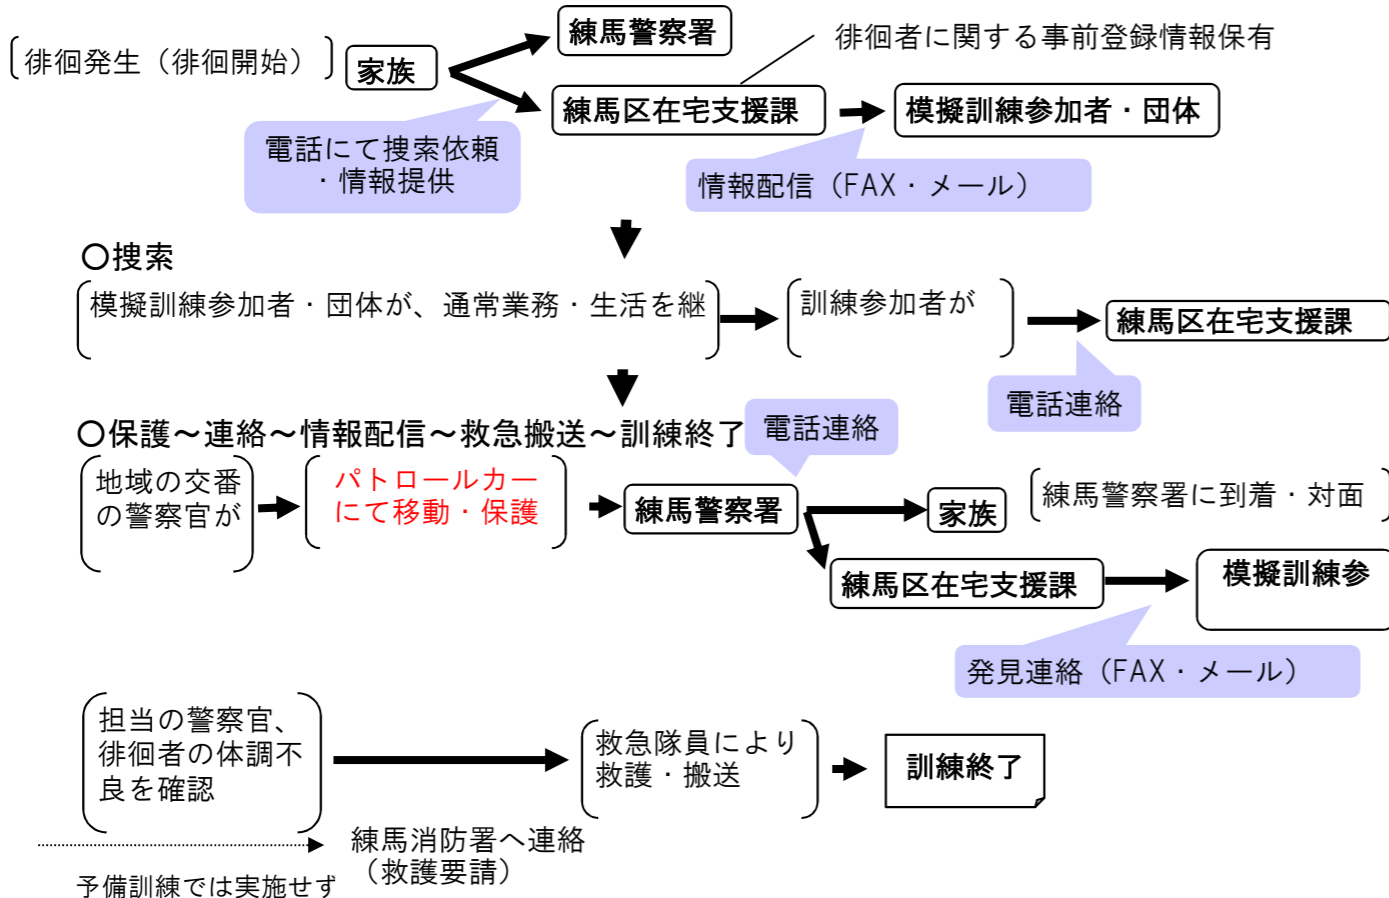 〔徘徊発生（徘徊開始）〕
家族
練馬警察署
徘徊者に関する事前登録情報保有
練馬区在宅支援課
模擬訓練参加者・団体
電話にて捜索依頼
・情報提供
情報配信（FAX・メール）
○捜索
模擬訓練参加者・団体が、通常業務・生活を継
訓練参加者が
練馬区在宅支援課
電話連絡
○保護～連絡～情報配信～救急搬送～訓練終了
電話連絡
地域の交番
の警察官が
パトロールカー
にて移動・保護
練馬警察署
家族
練馬警察署に到着・対面
練馬区在宅支援課
模擬訓練参
発見連絡（FAX・メール）
担当の警察官、
徘徊者の体調不
良を確認
救急隊員により
救護・搬送
訓練終了
練馬消防署へ連絡
（救護要請）
予備訓練では実施せず